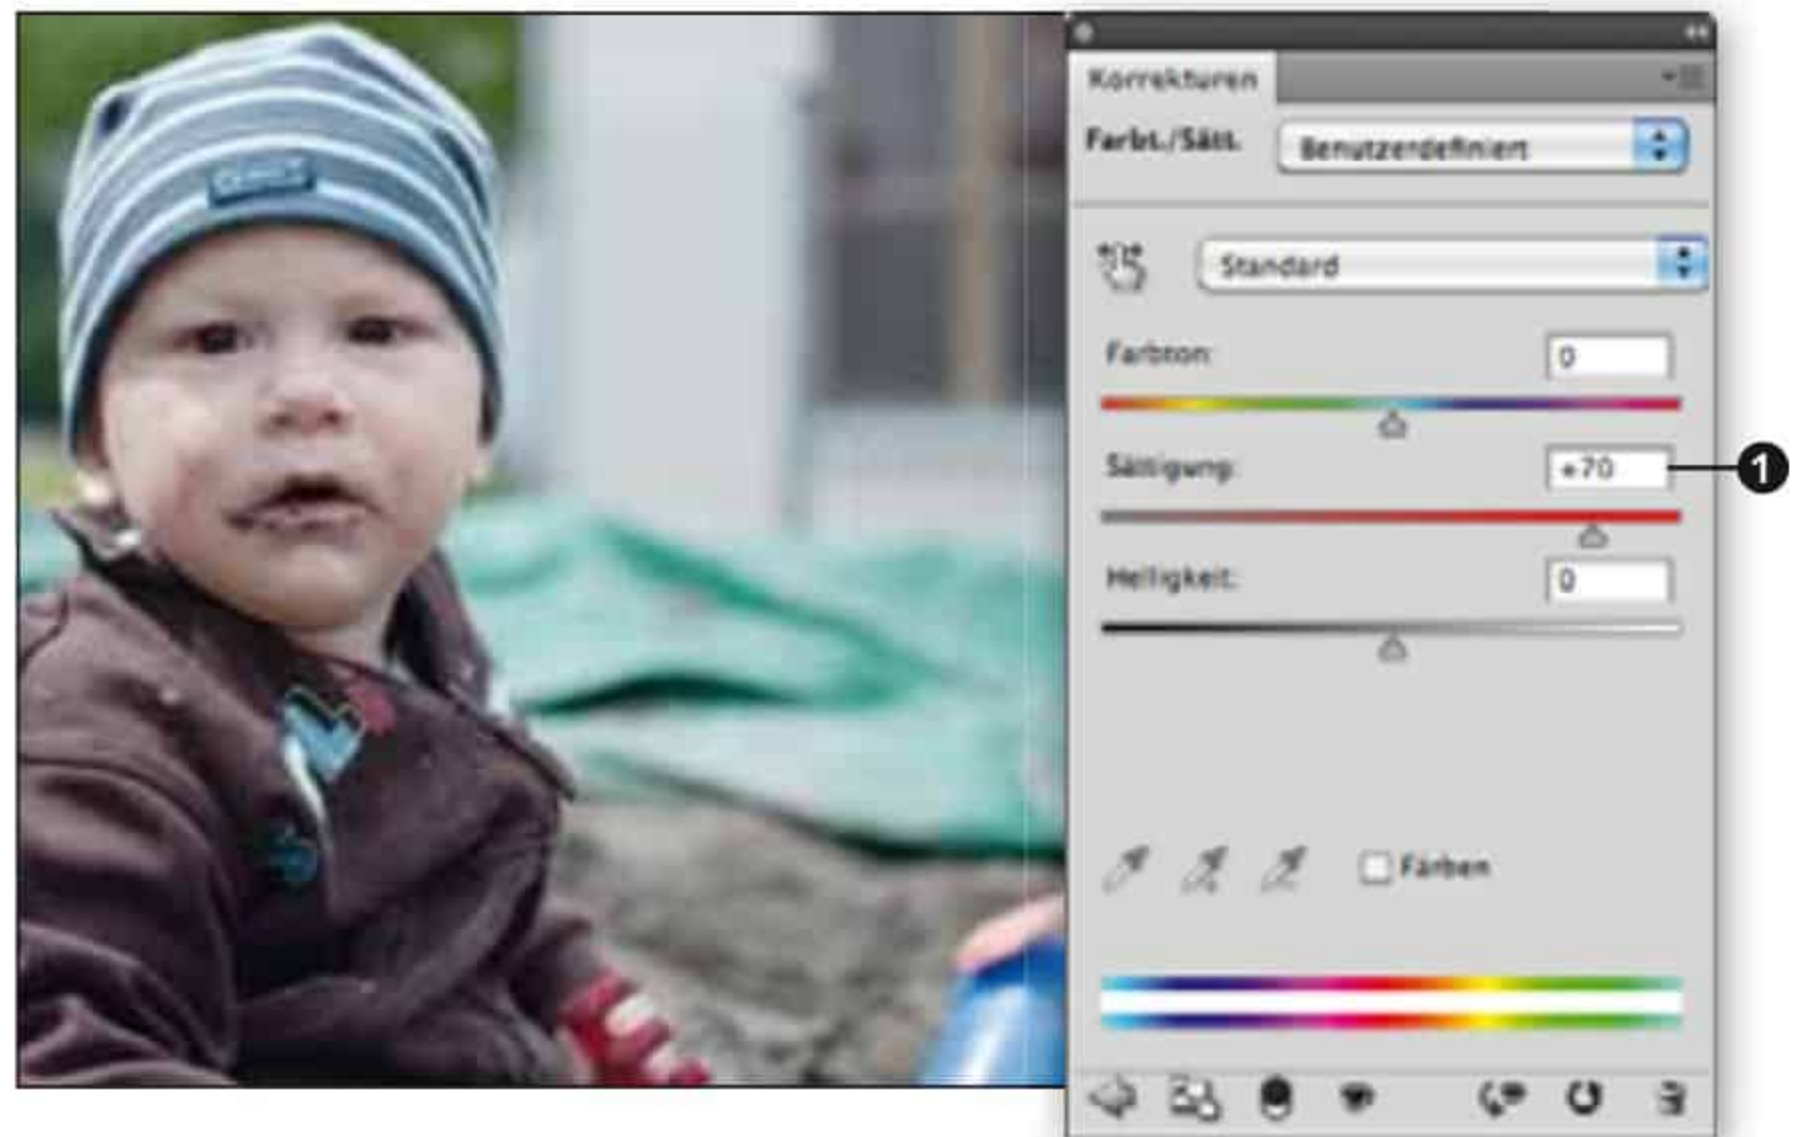 Korrekturen
Farbt./Sätt. Benutzerdefiniert
Standard
Farbton: 0
Sättigung: +70
1
Helligkeit: 0
Färben